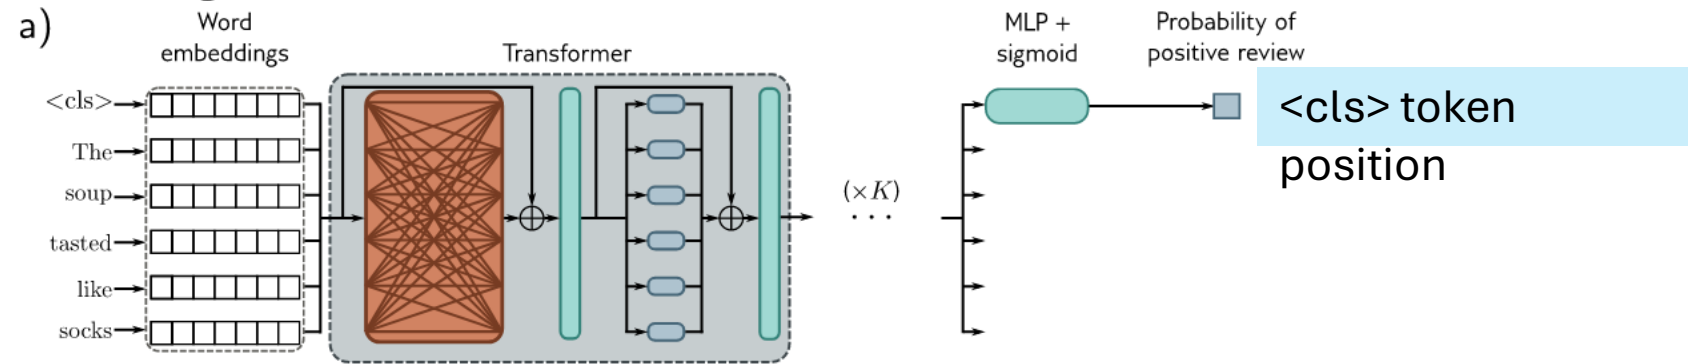 a)
Word
embeddings
Transformer
MLP +
sigmoid
Probability of
positive review
<cls>
The
soup
tasted
like
socks
(×K)
· · ·
<cls> token
position